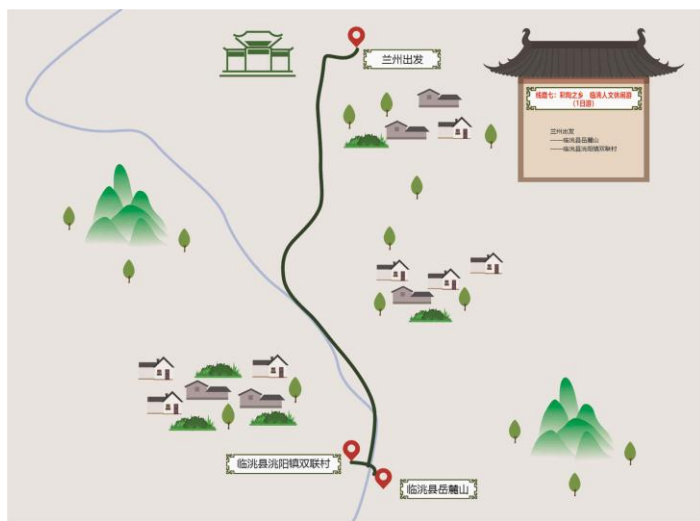 兰州出发
线路七：彩陶之乡 临洮人文休闲游
（1日游）
兰州出发
——临洮县岳麓山
——临洮县洮阳镇双联村
临洮县洮阳镇双联村
临洮县岳麓山